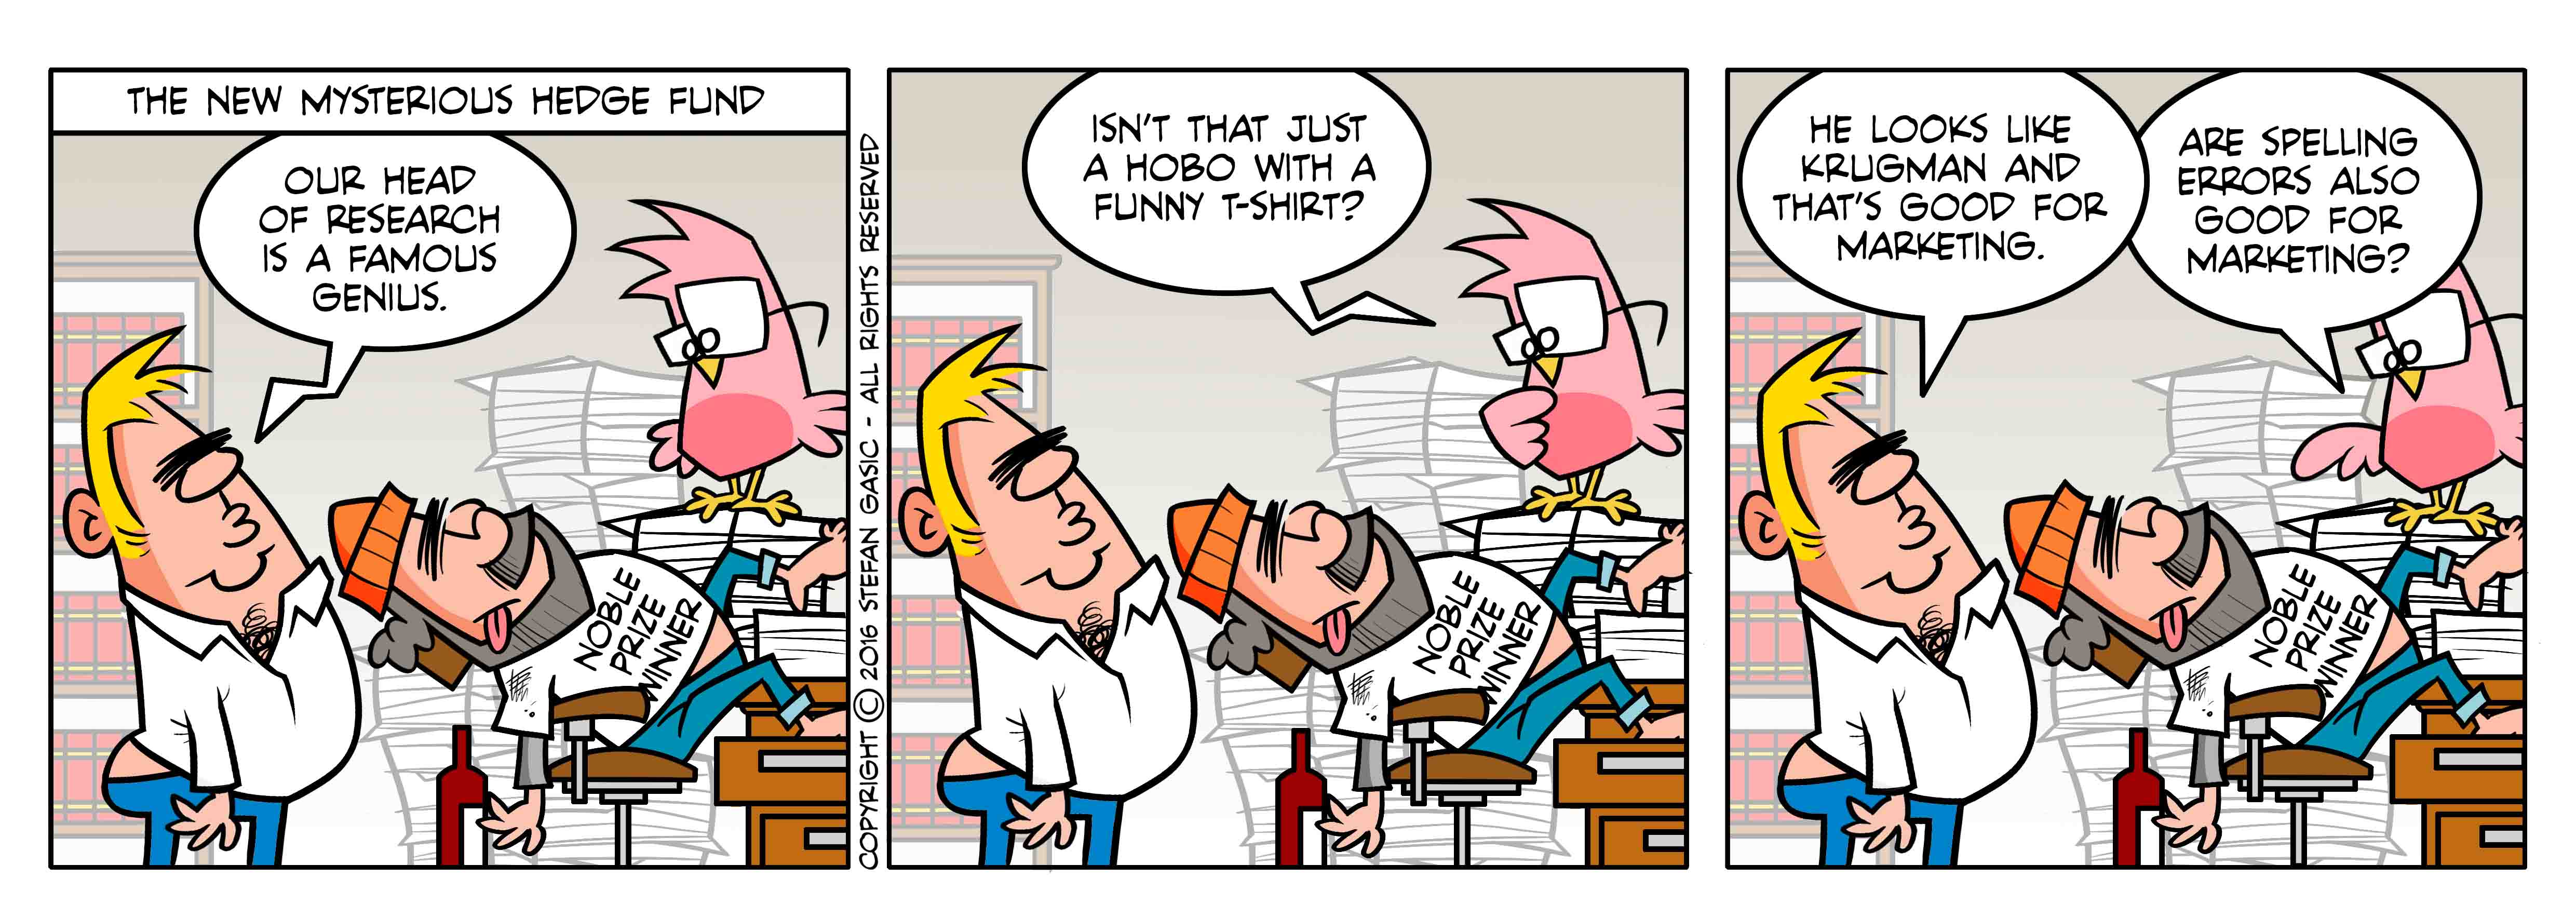 THE NEW MYSTERIOUS HEDGE FUND
OUR HEAD
OF RESEARCH
IS A FAMOUS
GENIUS.
NOBLE
PRIZE
WINNER
COPYRIGHT © 2016 STEFAN GASIC - ALL RIGHTS RESERVED
ISN'T THAT JUST
A HOBO WITH A
FUNNY T-SHIRT?
NOBLE
PRIZE
WINNER
HE LOOKS LIKE
KRUGMAN AND
THAT'S GOOD FOR
MARKETING.
ARE SPELLING
ERRORS ALSO
GOOD FOR
MARKETING?
NOBLE
PRIZE
WINNER